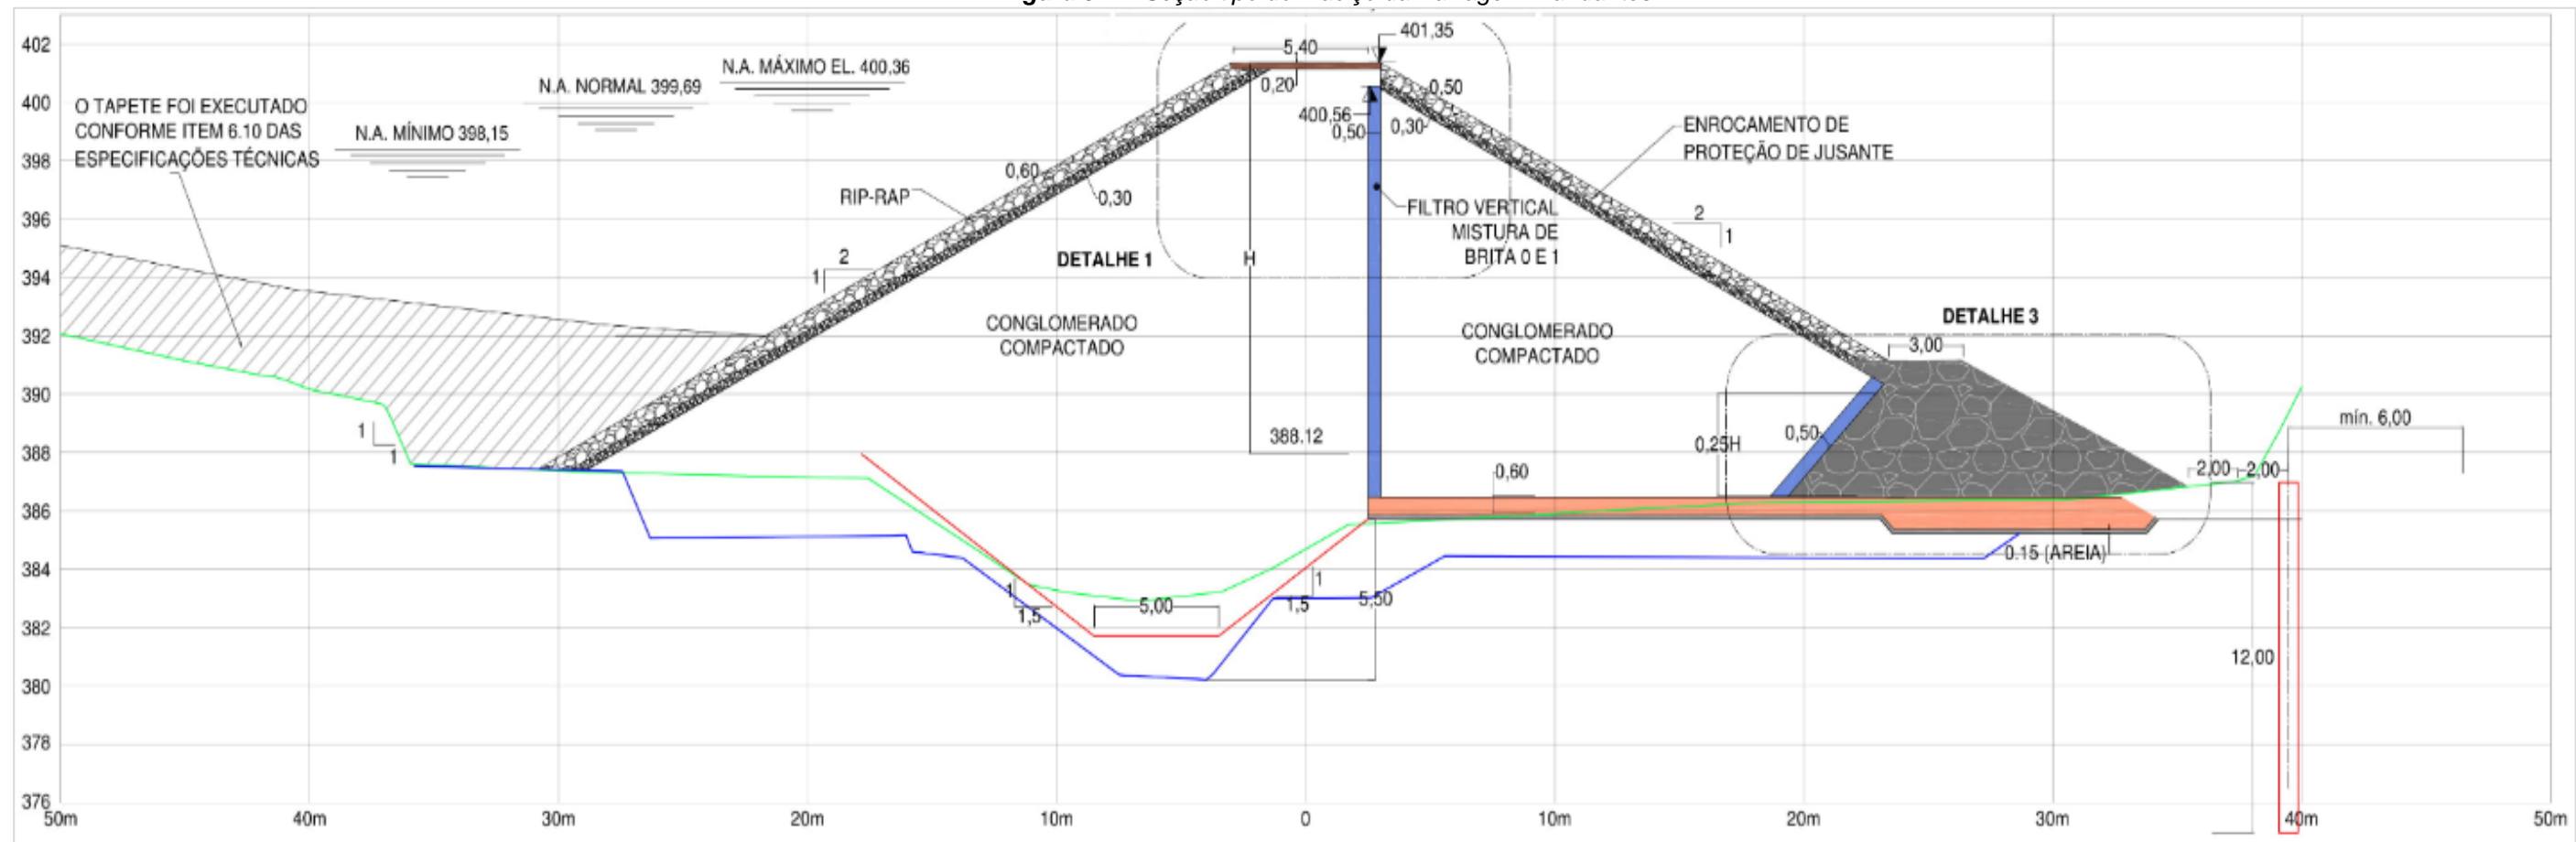 402
400
398
396
394
392
390
388
386
384
382
380
378
376
50m
40m
30m
20m
10m
0
10m
20m
30m
40m
50m
O TAPETE FOI EXECUTADO
CONFORME ITEM 6.10 DAS
ESPECIFICAÇÕES TÉCNICAS
N.A. MÍNIMO 398,15
N.A. NORMAL 399,69
N.A. MÁXIMO EL. 400,36
RIP-RAP
0,60
0,30
2
1
1
1
DETALHE 1
CONGLOMERADO
COMPACTADO
5,40
0,20
401,35
400,56
0,50
0,50
0,30
H
388.12
FILTRO VERTICAL
MISTURA DE
BRITA 0 E 1
ENROCAMENTO DE
PROTEÇÃO DE JUSANTE
2
1
CONGLOMERADO
COMPACTADO
DETALHE 3
3,00
0,25H
0,50
0,60
2,00
2,00
mín. 6,00
0.15 (AREIA)
1
1,5
5,00
1
1,5
5,50
12,00